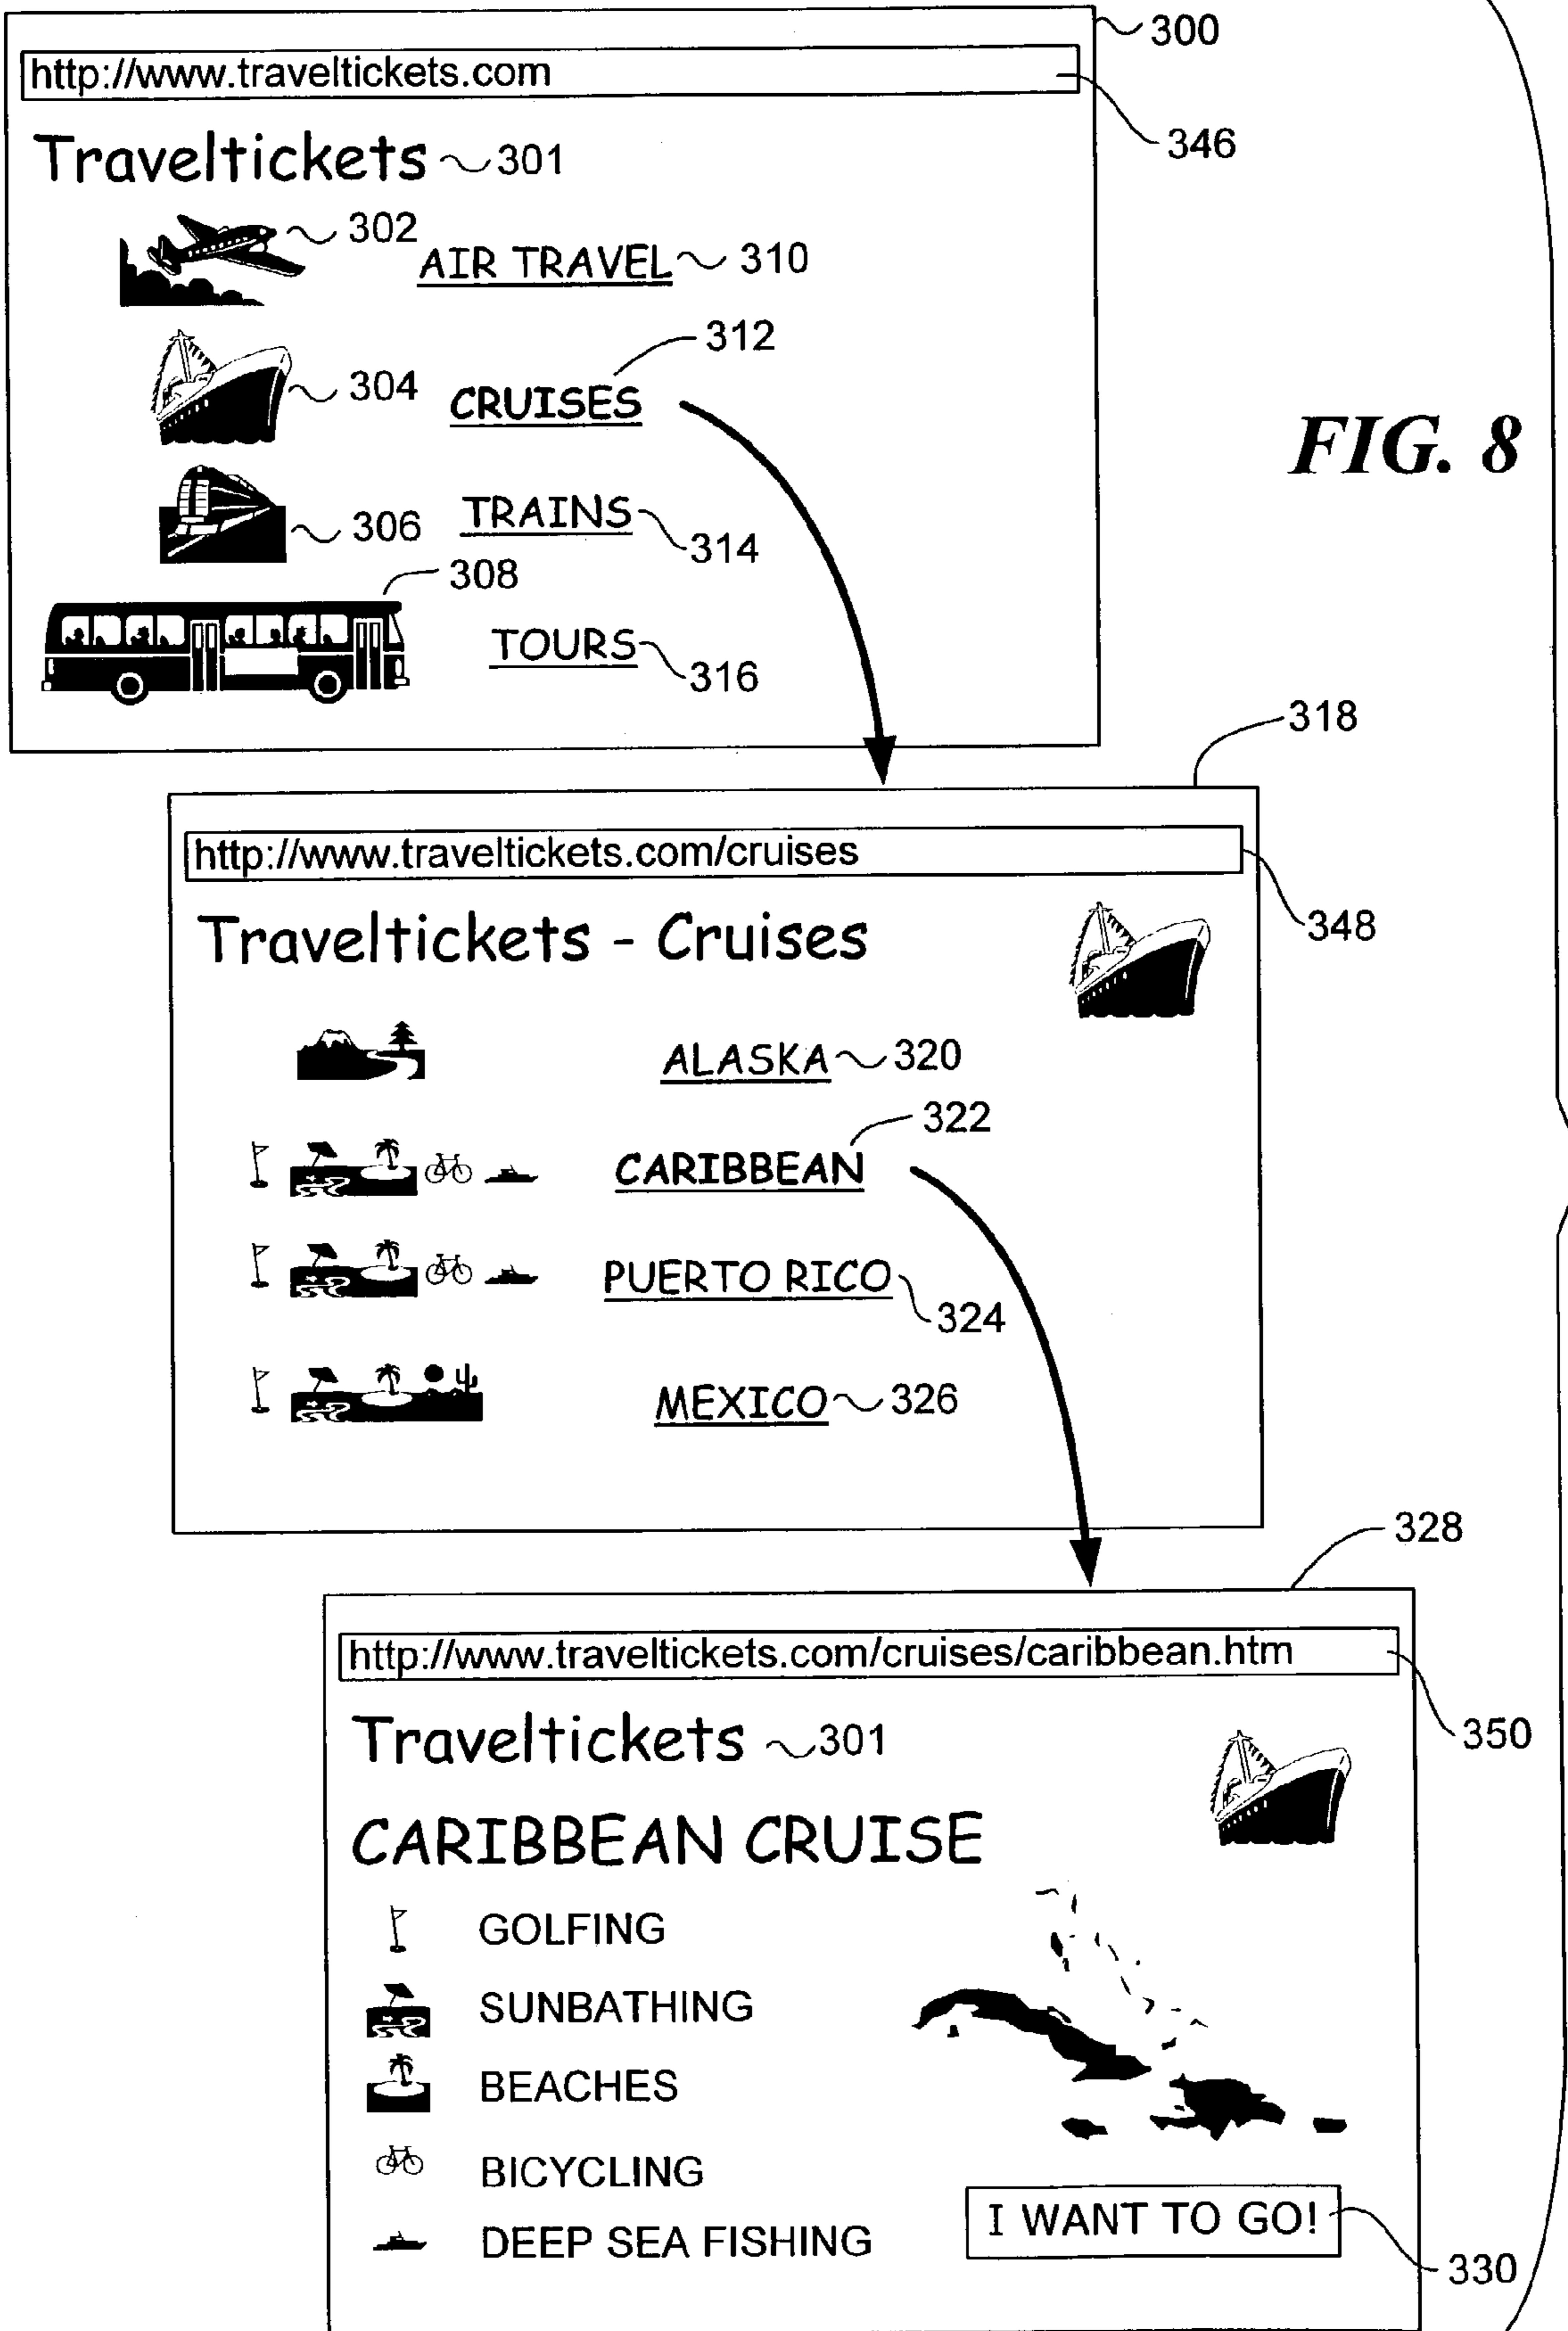 300
http://www.traveltickets.com
346
Traveltickets 301
302
AIR TRAVEL 310
312
304
CRUISES
FIG. 8
306
TRAINS
314
308
TOURS
316
318
http://www.traveltickets.com/cruises
348
Traveltickets - Cruises
ALASKA 320
322
CARIBBEAN
PUERTO RICO
324
MEXICO 326
328
http://www.traveltickets.com/cruises/caribbean.htm
350
Traveltickets 301
CARIBBEAN CRUISE
GOLFING
SUNBATHING
BEACHES
BICYCLING
I WANT TO GO!
DEEP SEA FISHING
330